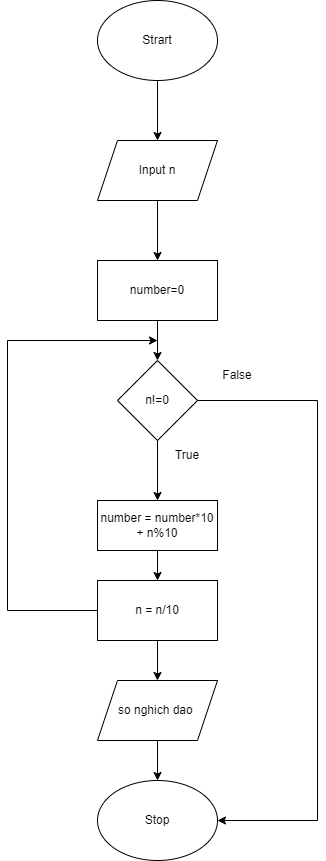 Strart
Input n
number=0
n!=0
False
True
number = number*10
+ n%10
n = n/10
so nghich dao
Stop